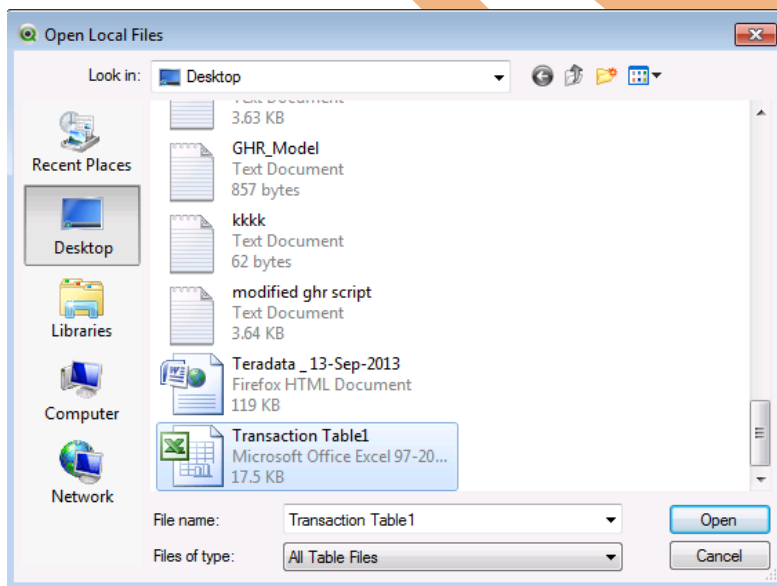 Open Local Files
Look in:
Desktop
Recent Places
Desktop
Libraries
Computer
Network
Text Document
3.63 KB
GHR_Model
Text Document
857 bytes
kkkk
Text Document
62 bytes
modified ghr script
Text Document
3.64 KB
Teradata _ 13-Sep-2013
Firefox HTML Document
119 KB
Transaction Table1
Microsoft Office Excel 97-20...
17.5 KB
File name:
Transaction Table1
Open
Files of type:
All Table Files
Cancel